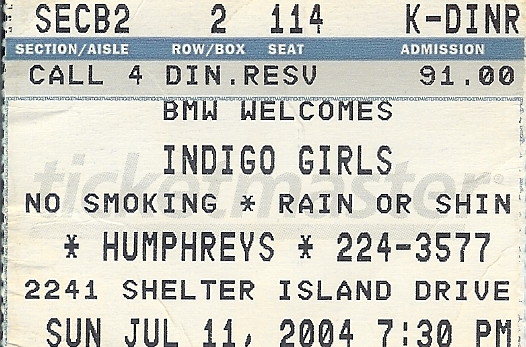 SECB2 2 114 K-DINR
SECTION/AISLE ROW/BOX SEAT ADMISSION
CALL 4 DIN.RESV 91.00
BMW WELCOMES
INDIGO GIRLS
ticketmaster®
NO SMOKING * RAIN OR SHIN
* HUMPHREYS * 224-3577
2241 SHELTER ISLAND DRIVE
SUN JUL 11, 2004 7:30 PM